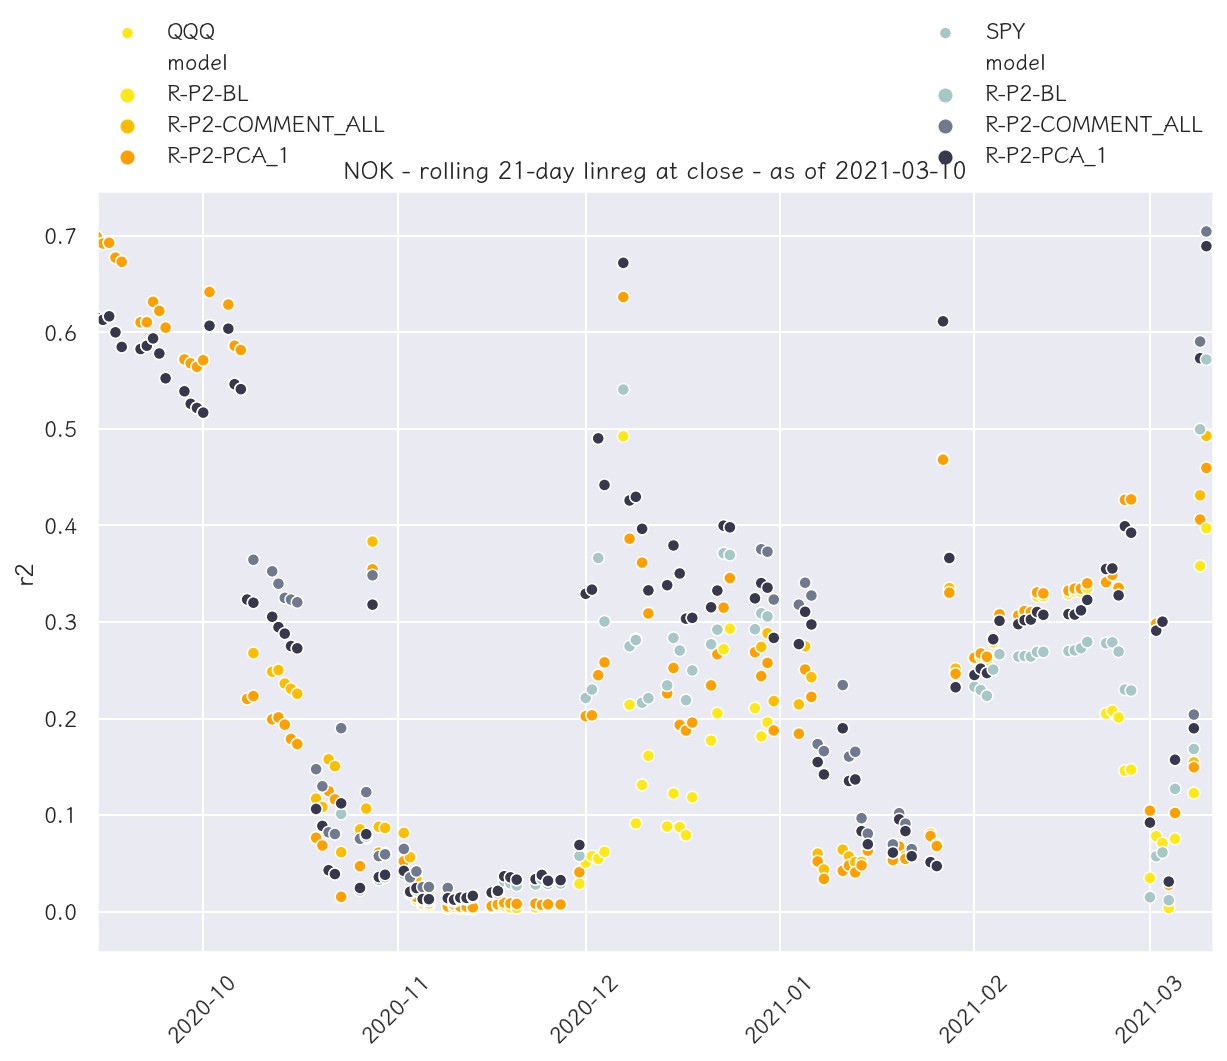 QQQ
model
R-P2-BL
R-P2-COMMENT_ALL
R-P2-PCA_1
SPY
model
R-P2-BL
R-P2-COMMENT_ALL
R-P2-PCA_1
NOK - rolling 21-day linreg at close - as of 2021-03-10
r2
0.7
0.6
0.5
0.4
0.3
0.2
0.1
0.0
2020-10
2020-11
2020-12
2021-01
2021-02
2021-03